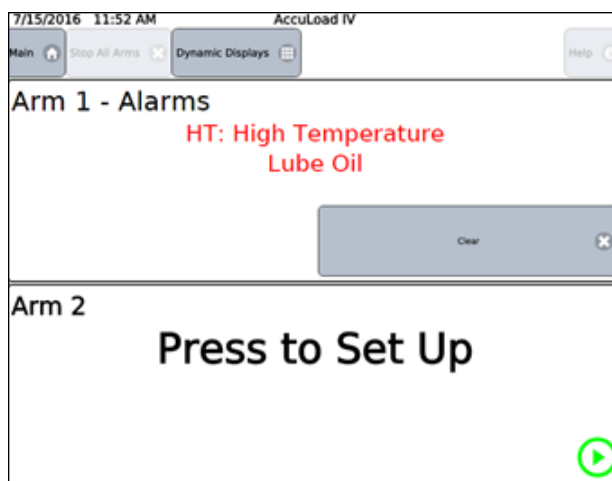 7/15/2016 11:52 AM AccuLoad IV
Main Stop All Arms Dynamic Displays Help
Arm 1 - Alarms
HT: High Temperature
Lube Oil
Clear
Arm 2
Press to Set Up